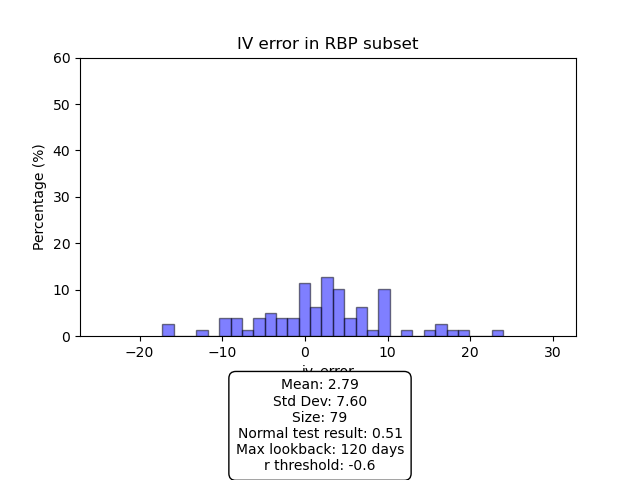 IV error in RBP subset
60
50
40
30
20
10
0
Percentage (%)
−20
−10
0
10
20
30
iv_error
Mean: 2.79
Std Dev: 7.60
Size: 79
Normal test result: 0.51
Max lookback: 120 days
r threshold: -0.6